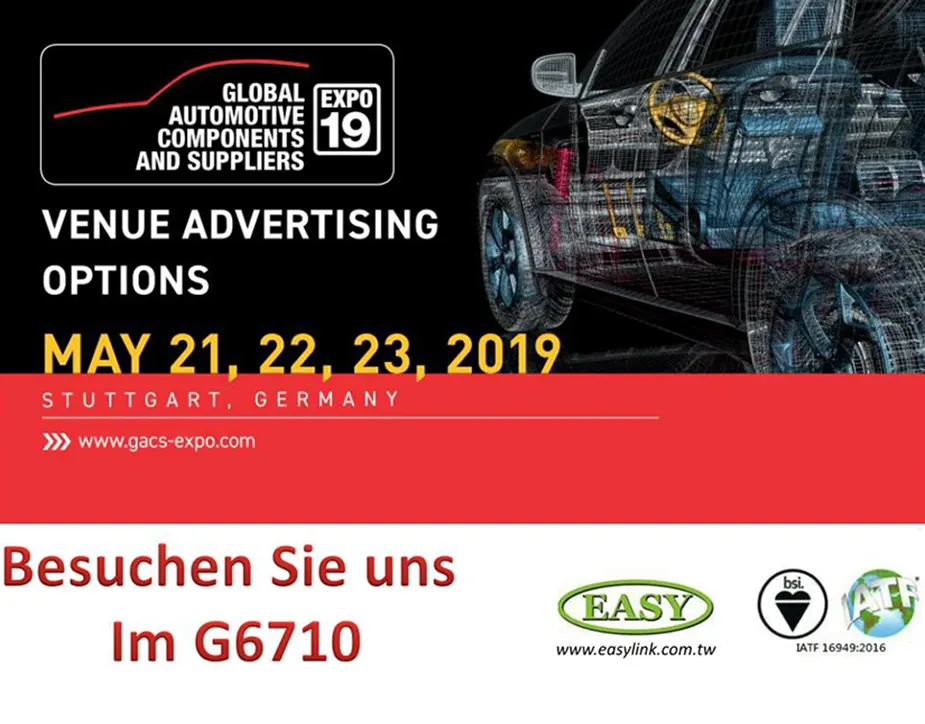 GLOBAL
AUTOMOTIVE
COMPONENTS
AND SUPPLIERS
EXPO
19
VENUE ADVERTISING
OPTIONS
MAY 21, 22, 23, 2019
STUTTGART, GERMANY
www.gacs-expo.com
Besuchen Sie uns
Im G6710
EASY
www.easylink.com.tw
bsi.
IATF
IATF 16949:2016